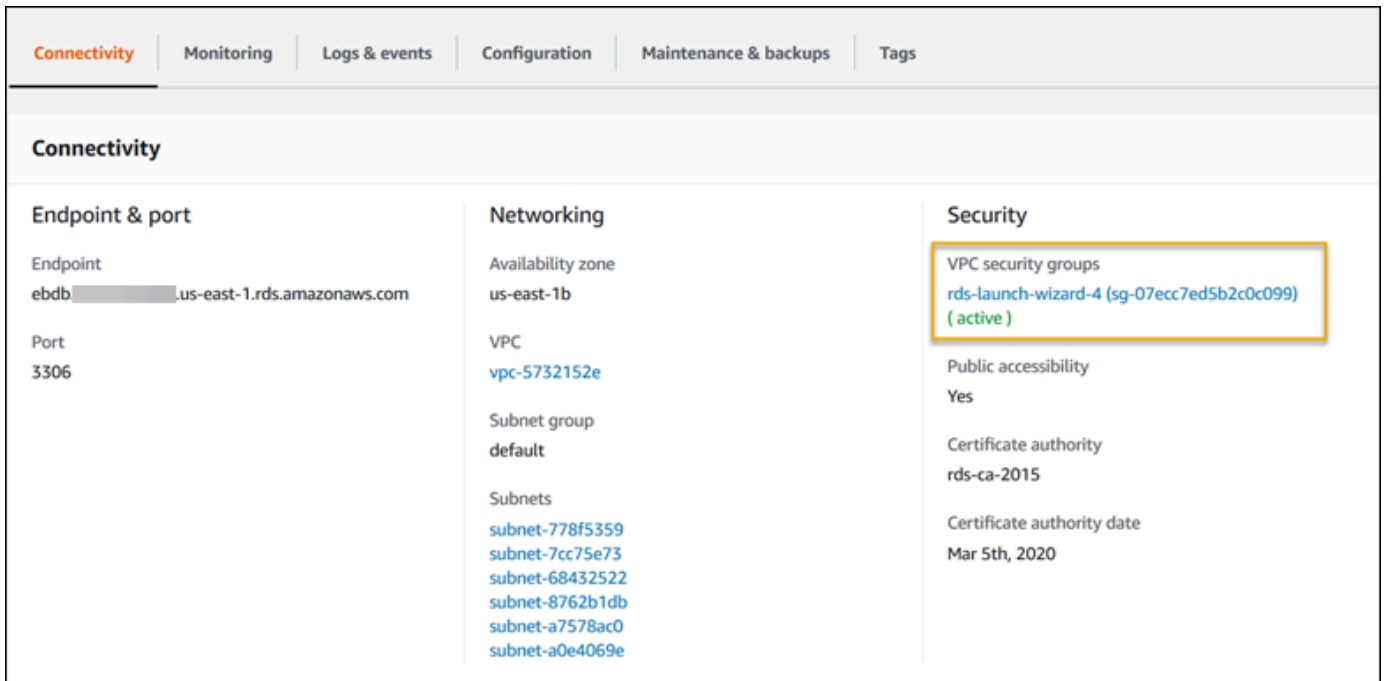 Connectivity
Monitoring
Logs & events
Configuration
Maintenance & backups
Tags
Connectivity
Endpoint & port
Endpoint
ebdb. .us-east-1.rds.amazonaws.com
Port
3306
Networking
Availability zone
us-east-1b
VPC
vpc-5732152e
Subnet group
default
Subnets
subnet-778f5359
subnet-7cc75e73
subnet-68432522
subnet-8762b1db
subnet-a7578ac0
subnet-a0e4069e
Security
VPC security groups
rds-launch-wizard-4 (sg-07ecc7ed5b2c0c099)
( active )
Public accessibility
Yes
Certificate authority
rds-ca-2015
Certificate authority date
Mar 5th, 2020